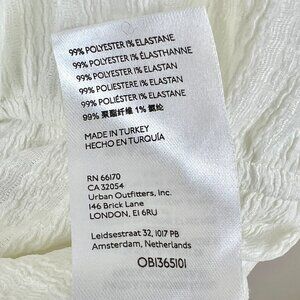 99% POLYESTER 1% ELASTANE
99% POLYESTER 1% ÉLASTHANNE
99% POLYESTER 1% ELASTAN
99% POLIESTERE 1% ELASTAN
99% POLIÉSTER 1% ELASTANE
99% 聚酯纤维 1% 氨纶
MADE IN TURKEY
HECHO EN TURQUÍA
RN 66170
CA 32054
Urban Outfitters, Inc.
146 Brick Lane
LONDON, E1 6RU
Leidsestraat 32, 1017 PB
Amsterdam, Netherlands
OB1365101